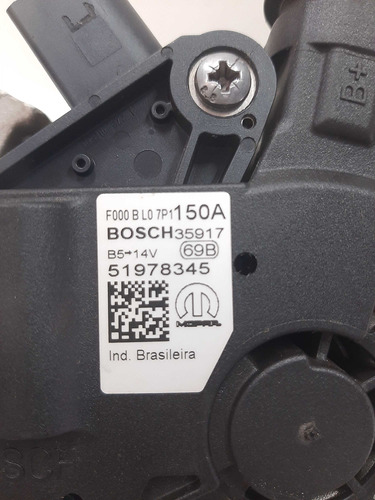 B+
F000 B L0 7P1 150A
BOSCH 35917
B5→14V 69B
51978345
MOPAR
Ind. Brasileira